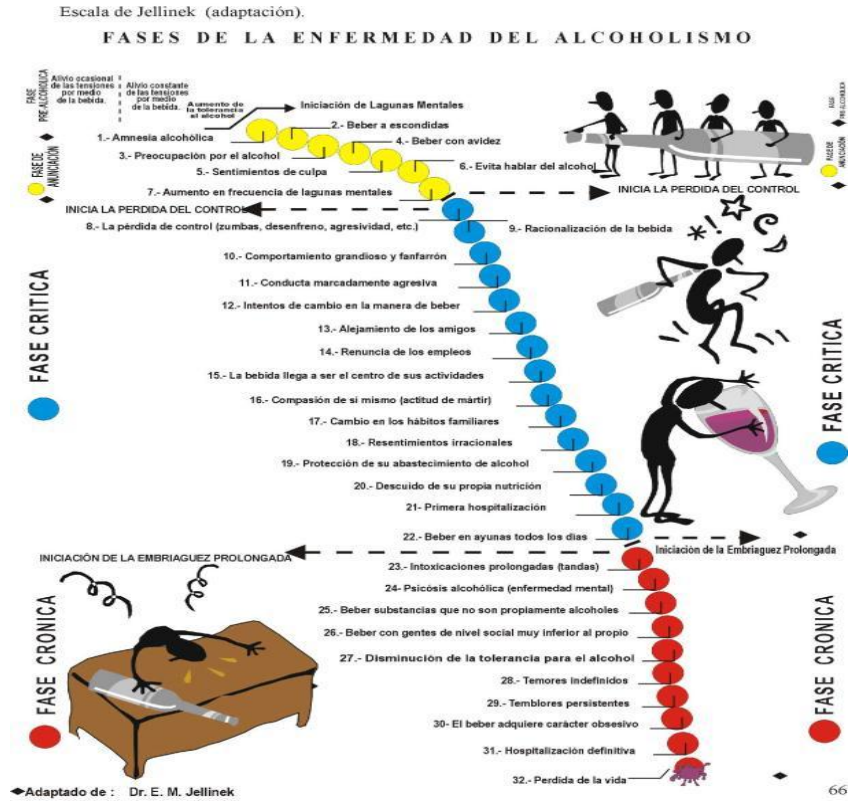 Escala de Jellinek (adaptación).
FASES DE LA ENFERMEDAD DEL ALCOHOLISMO
FASE
PRE-ALCOHOLICA
Alivio ocasional
de las tensiones
por medio
de la bebida.
Alivio constante
de las tensiones
por medio
de la bebida.
Aumento de
la tolerancia
al alcohol
Iniciación de Lagunas Mentales
FASE
PRE-ALCOHOLICA
1.- Amnesia alcohólica
2.- Beber a escondidas
3.- Preocupación por el alcohol
4.- Beber con avidez
5.- Sentimientos de culpa
6.- Evita hablar del alcohol
7.- Aumento en frecuencia de lagunas mentales
FASE DE
ANUNCIACIÓN
FASE DE
ANUNCIACIÓN
INICIA LA PERDIDA DEL CONTROL
INICIA LA PERDIDA DEL CONTROL
8.- La pérdida de control (zumbas, desenfreno, agresividad, etc.)
9.- Racionalización de la bebida
10.- Comportamiento grandioso y fanfarrón
11.- Conducta marcadamente agresiva
12.- Intentos de cambio en la manera de beber
13.- Alejamiento de los amigos
14.- Renuncia de los empleos
15.- La bebida llega a ser el centro de sus actividades
16.- Compasión de si mismo (actitud de mártir)
17.- Cambio en los hábitos familiares
18.- Resentimientos irracionales
19.- Protección de su abastecimiento de alcohol
20.- Descuido de su propia nutrición
21- Primera hospitalización
22.- Beber en ayunas todos los dias
FASE CRITICA
FASE CRITICA
INICIACIÓN DE LA EMBRIAGUEZ PROLONGADA
Iniciación de la Embriaguez Prolongada
23.- Intoxicaciones prolongadas (tandas)
24- Psicósis alcohólica (enfermedad mental)
25.- Beber substancias que no son propiamente alcoholes
26.- Beber con gentes de nivel social muy inferior al propio
27.- Disminución de la tolerancia para el alcohol
28.- Temores indefinidos
29.- Temblores persistentes
30- El beber adquiere carácter obsesivo
31.- Hospitalización definitiva
32.- Perdida de la vida
FASE CRONICA
FASE CRONICA
Adaptado de : Dr. E. M. Jellinek
66